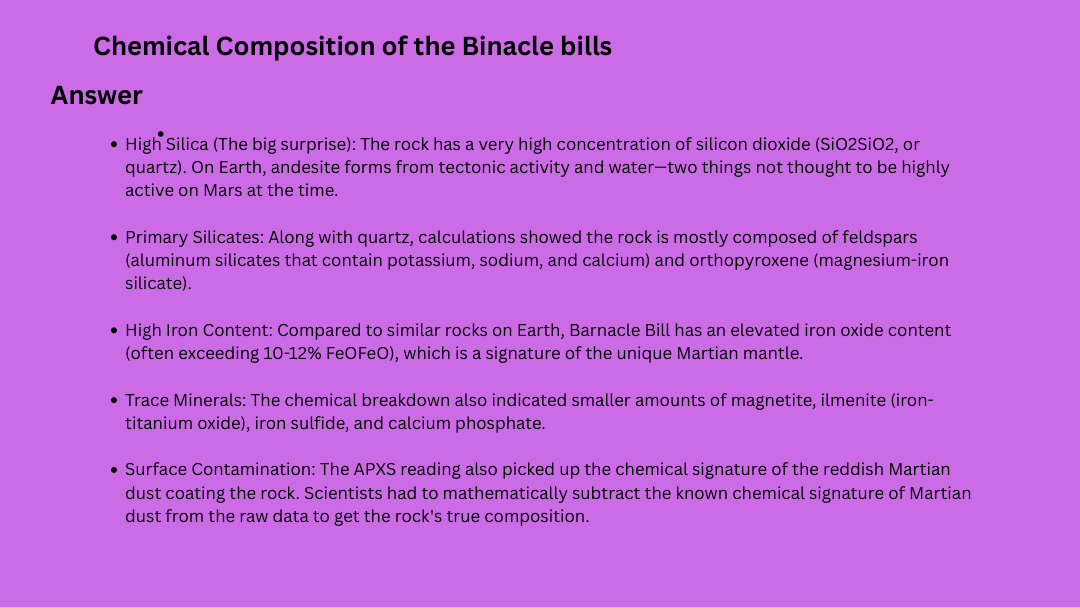 Chemical Composition of the Binacle bills
Answer
•
• High Silica (The big surprise): The rock has a very high concentration of silicon dioxide (SiO2SiO2, or
quartz). On Earth, andesite forms from tectonic activity and water—two things not thought to be highly
active on Mars at the time.
• Primary Silicates: Along with quartz, calculations showed the rock is mostly composed of feldspars
(aluminum silicates that contain potassium, sodium, and calcium) and orthopyroxene (magnesium-iron
silicate).
• High Iron Content: Compared to similar rocks on Earth, Barnacle Bill has an elevated iron oxide content
(often exceeding 10-12% FeOFeO), which is a signature of the unique Martian mantle.
• Trace Minerals: The chemical breakdown also indicated smaller amounts of magnetite, ilmenite (iron-
titanium oxide), iron sulfide, and calcium phosphate.
• Surface Contamination: The APXS reading also picked up the chemical signature of the reddish Martian
dust coating the rock. Scientists had to mathematically subtract the known chemical signature of Martian
dust from the raw data to get the rock's true composition.